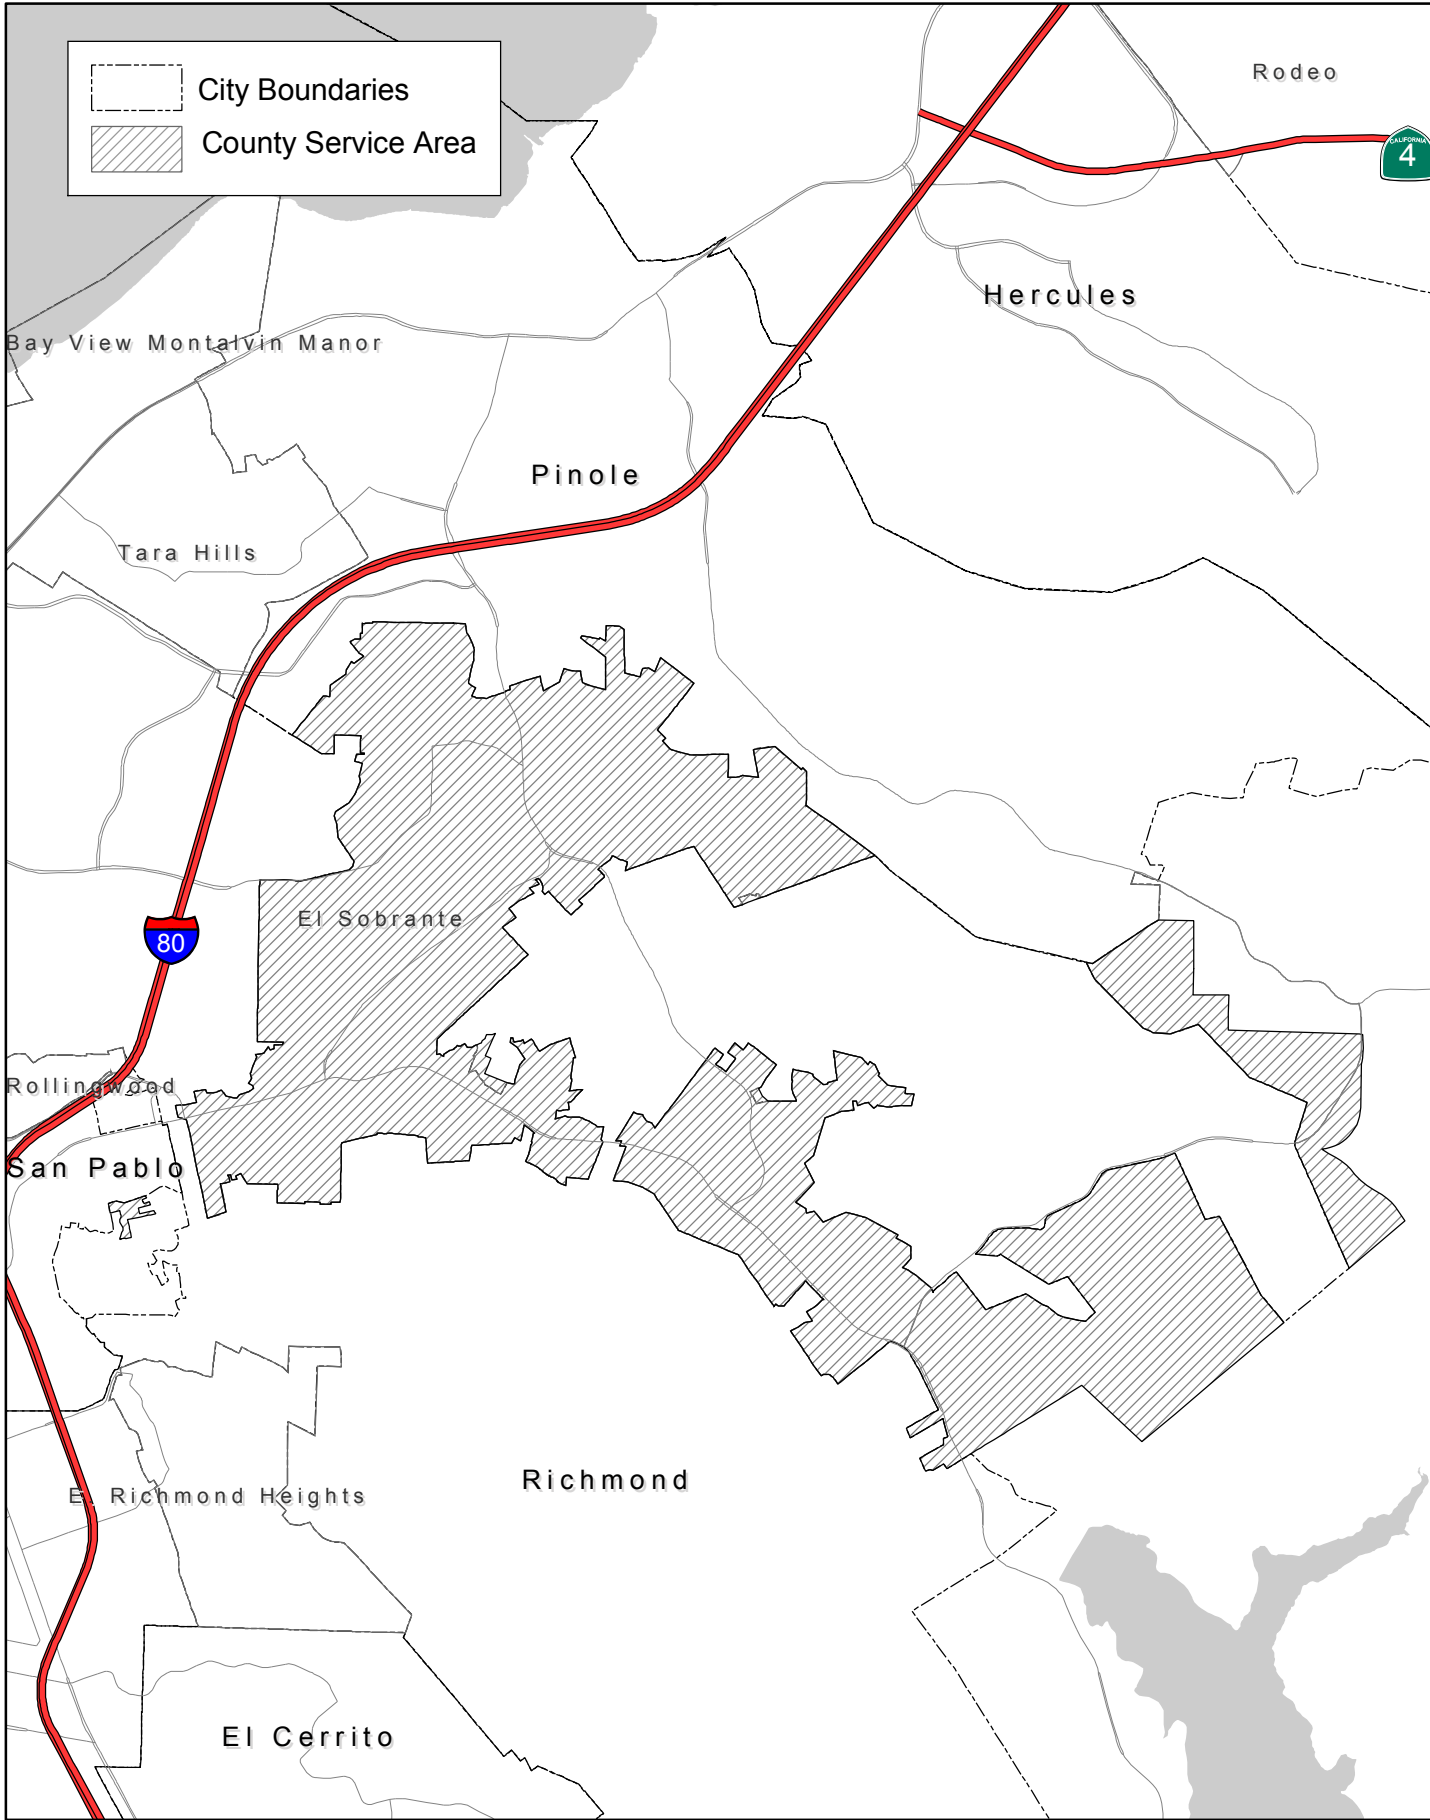 City Boundaries
County Service Area
Rodeo
CALIFORNIA
4
Hercules
Bay View Montalvin Manor
Pinole
Tara Hills
El Sobrante
80
Rollingwood
San Pablo
Richmond
E. Richmond Heights
El Cerrito